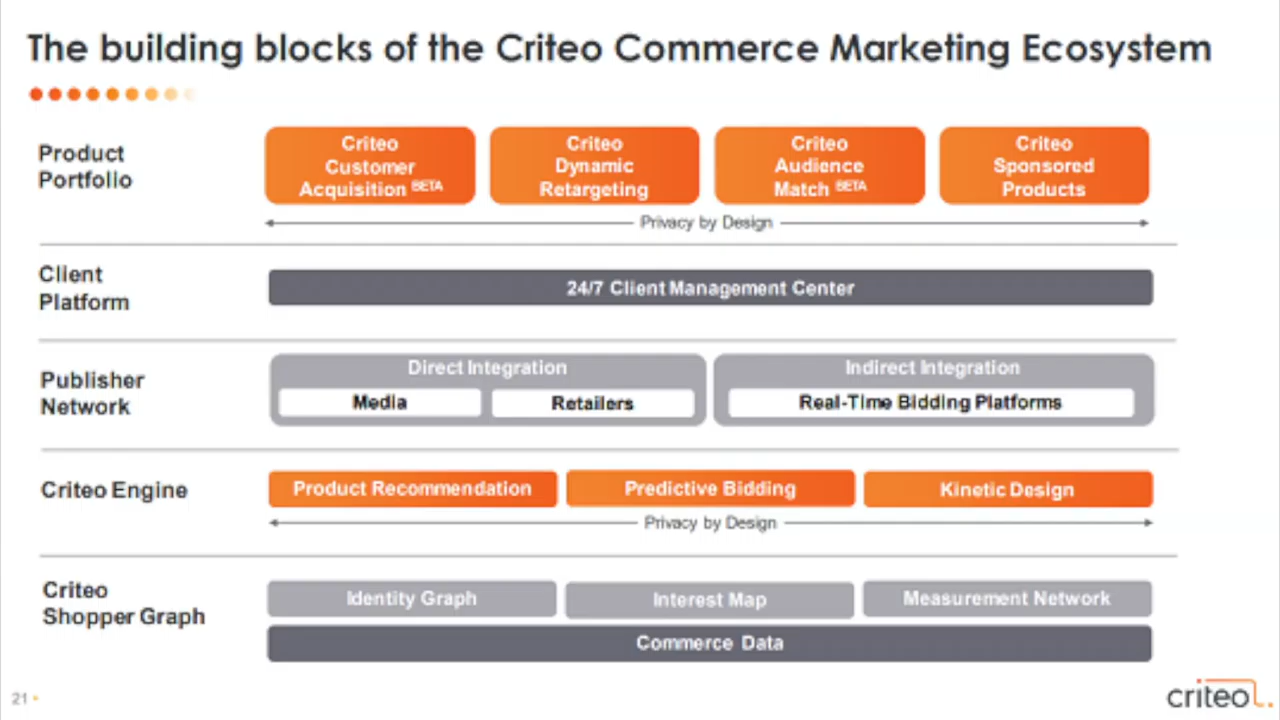 The building blocks of the Criteo Commerce Marketing Ecosystem
Product
Portfolio
Criteo
Customer
Acquisition BETA
Criteo
Dynamic
Retargeting
Criteo
Audience
Match BETA
Criteo
Sponsored
Products
Privacy by Design
Client
Platform
24/7 Client Management Center
Publisher
Network
Direct Integration
Media
Retailers
Indirect Integration
Real-Time Bidding Platforms
Criteo Engine
Product Recommendation
Predictive Bidding
Kinetic Design
Privacy by Design
Criteo
Shopper Graph
Identity Graph
Interest Map
Measurement Network
Commerce Data
21
criteo